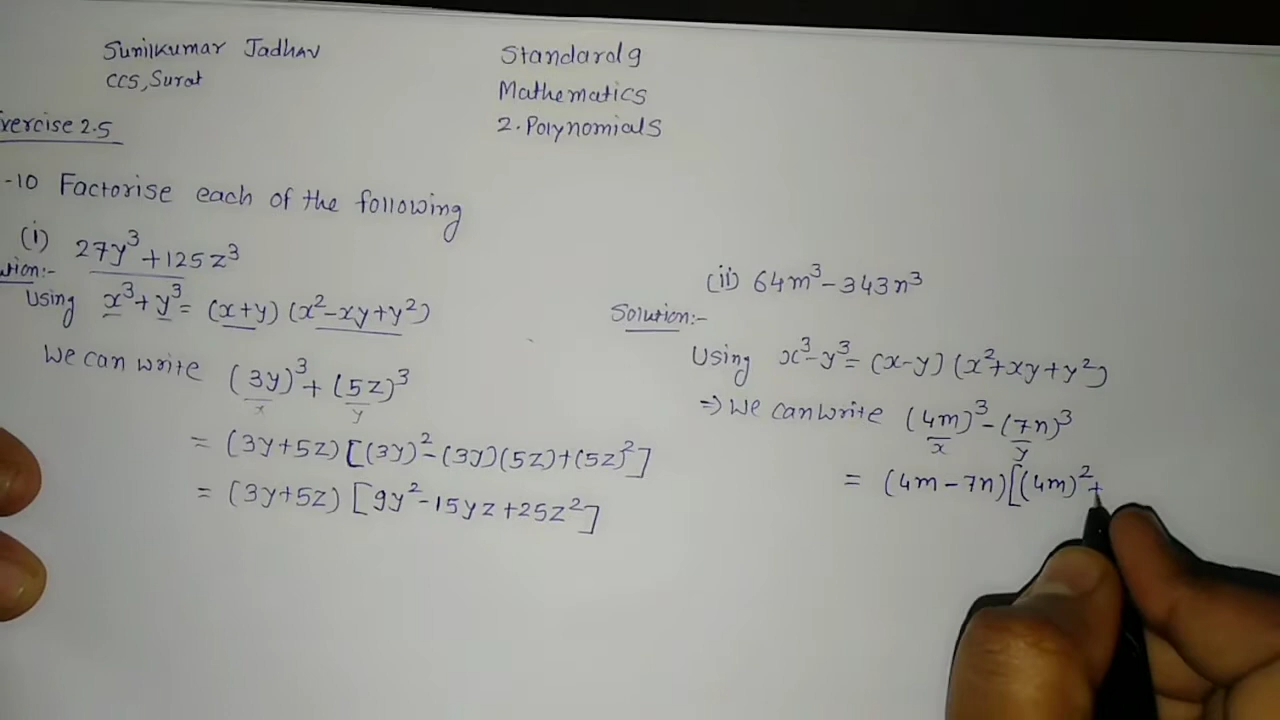 Sunilkumar Jadhav
CCS, Surat
Standard 9
Mathematics
2. Polynomials
xercise 2.5
-10 Factorise each of the following
(i) 27y³+125z³
ution:-
Using x³+y³=(x+y)(x²-xy+y²)
We can write (3y)³+(5z)³
x y
=(3y+5z)[(3y)²-(3y)(5z)+(5z)²]
=(3y+5z)[9y²-15yz+25z²]
(ii) 64m³-343n³
Solution:-
Using x³-y³=(x-y)(x²+xy+y²)
⇒ We can write (4m)³-(7n)³
x y
=(4m-7n)[(4m)²+